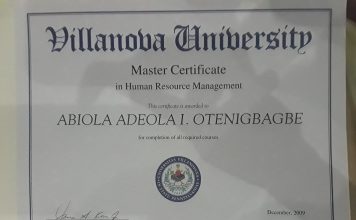 Villanova University
Master Certificate
in Human Resource Management
This certificate is awarded to
ABIOLA ADEOLA I. OTENIGBAGBE
for completion of all required courses
December, 2009